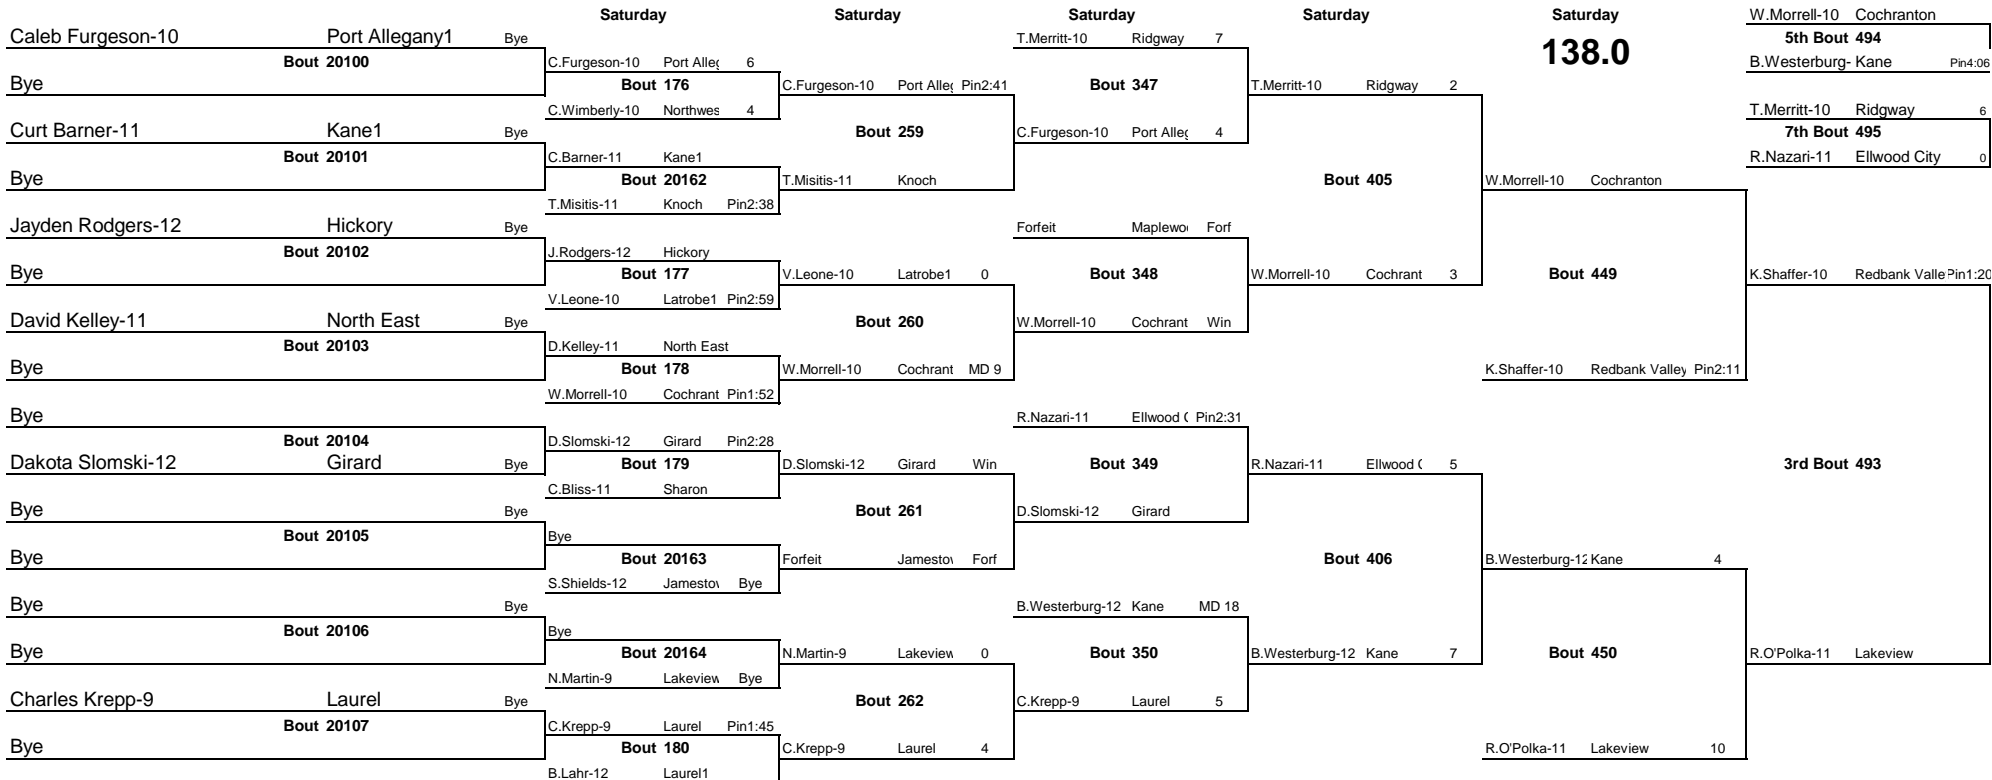 Saturday Saturday Saturday Saturday Saturday W.Morrell-10 Cochranton
Caleb Furgeson-10 Port Allegany1 Bye T.Merritt-10 Ridgway 7 138.0 5th Bout 494
Bout 20100 C.Furgeson-10 Port Alleg 6 B.Westerburg- Kane Pin4:06
Bye Bout 176 C.Furgeson-10 Port Alleg Pin2:41 Bout 347 T.Merritt-10 Ridgway 2
C.Wimberly-10 Northwes 4 T.Merritt-10 Ridgway 6
Curt Barner-11 Kane1 Bye Bout 259 C.Furgeson-10 Port Alleg 4 7th Bout 495
Bout 20101 C.Barner-11 Kane1 R.Nazari-11 Ellwood City 0
Bye Bout 20162 T.Misitis-11 Knoch Bout 405 W.Morrell-10 Cochranton
T.Misitis-11 Knoch Pin2:38
Jayden Rodgers-12 Hickory Bye Forfeit Maplewo Forf
Bout 20102 J.Rodgers-12 Hickory
Bye Bout 177 V.Leone-10 Latrobe1 0 Bout 348 W.Morrell-10 Cochrant 3 Bout 449 K.Shaffer-10 Redbank Valle Pin1:20
V.Leone-10 Latrobe1 Pin2:59
David Kelley-11 North East Bye Bout 260 W.Morrell-10 Cochrant Win
Bout 20103 D.Kelley-11 North East
Bye Bout 178 W.Morrell-10 Cochrant MD 9 K.Shaffer-10 Redbank Valley Pin2:11
W.Morrell-10 Cochrant Pin1:52
Bye R.Nazari-11 Ellwood C Pin2:31
Bout 20104 D.Slomski-12 Girard Pin2:28
Dakota Slomski-12 Girard Bye Bout 179 D.Slomski-12 Girard Win Bout 349 R.Nazari-11 Ellwood C 5 3rd Bout 493
C.Bliss-11 Sharon
Bye Bye Bout 261 D.Slomski-12 Girard
Bout 20105 Bye
Bye Bout 20163 Forfeit Jamestov Forf Bout 406 B.Westerburg-12 Kane 4
S.Shields-12 Jamestov Bye
Bye Bye B.Westerburg-12 Kane MD 18
Bout 20106 Bye
Bye Bout 20164 N.Martin-9 Lakeview 0 Bout 350 B.Westerburg-12 Kane 7 Bout 450 R.O'Polka-11 Lakeview
N.Martin-9 Lakeview Bye
Charles Krepp-9 Laurel Bye Bout 262 C.Krepp-9 Laurel 5
Bout 20107 C.Krepp-9 Laurel Pin1:45
Bye Bout 180 C.Krepp-9 Laurel 4 R.O'Polka-11 Lakeview 10
B.Lahr-12 Laurel1